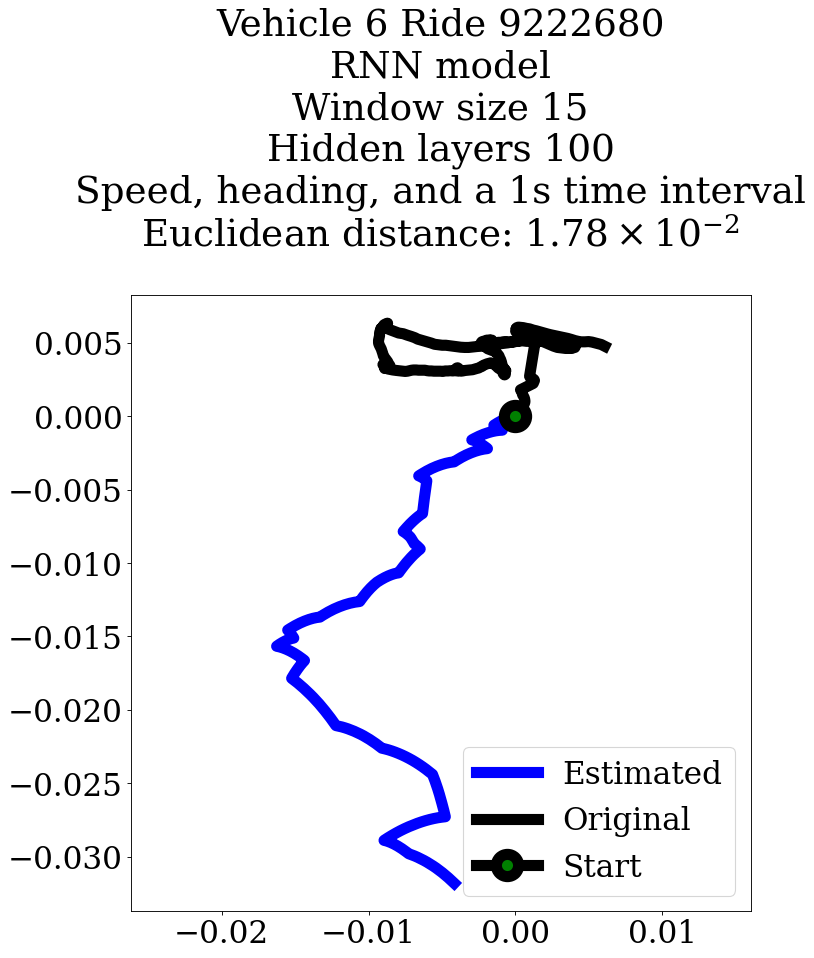 Vehicle 6 Ride 9222680
RNN model
Window size 15
Hidden layers 100
Speed, heading, and a 1s time interval
Euclidean distance: 1.78 × 10⁻²
0.005
0.000
−0.005
−0.010
−0.015
−0.020
−0.025
−0.030
Estimated
Original
Start
−0.02 −0.01 0.00 0.01